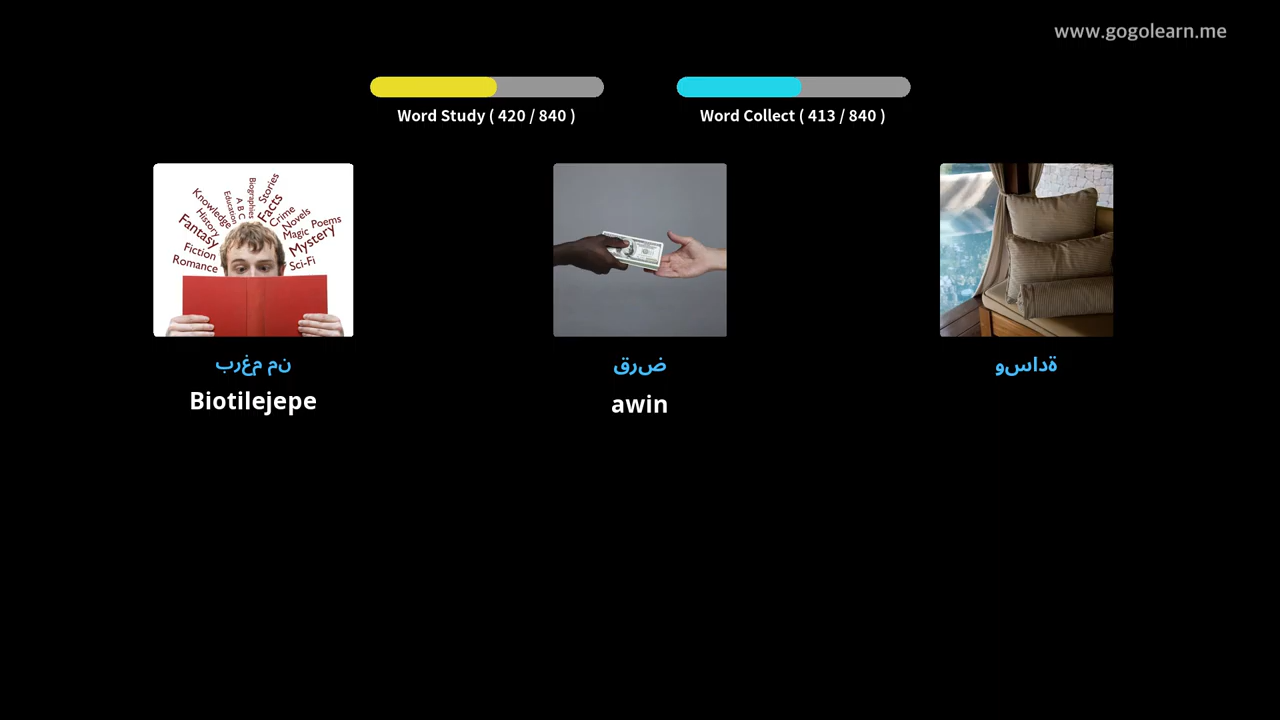 www.gogolearn.me
Word Study ( 420 / 840 )
Word Collect ( 413 / 840 )
Knowledge
History
Fantasy
Fiction
Romance
Education
A B C
Biographies
Stories
Facts
Crime
Novels
Magic
Poems
Mystery
Sci-Fi
نم مغرب
Biotilejepe
ضرق
awin
ةداسو